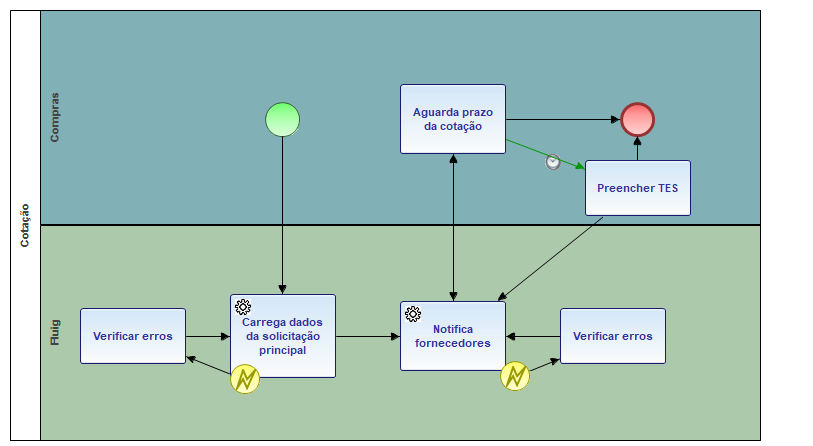 Cotação
Compras
Aguarda prazo
da cotação
Preencher TES
Fluig
Verificar erros
Carrega dados
da solicitação
principal
Notifica
fornecedores
Verificar erros